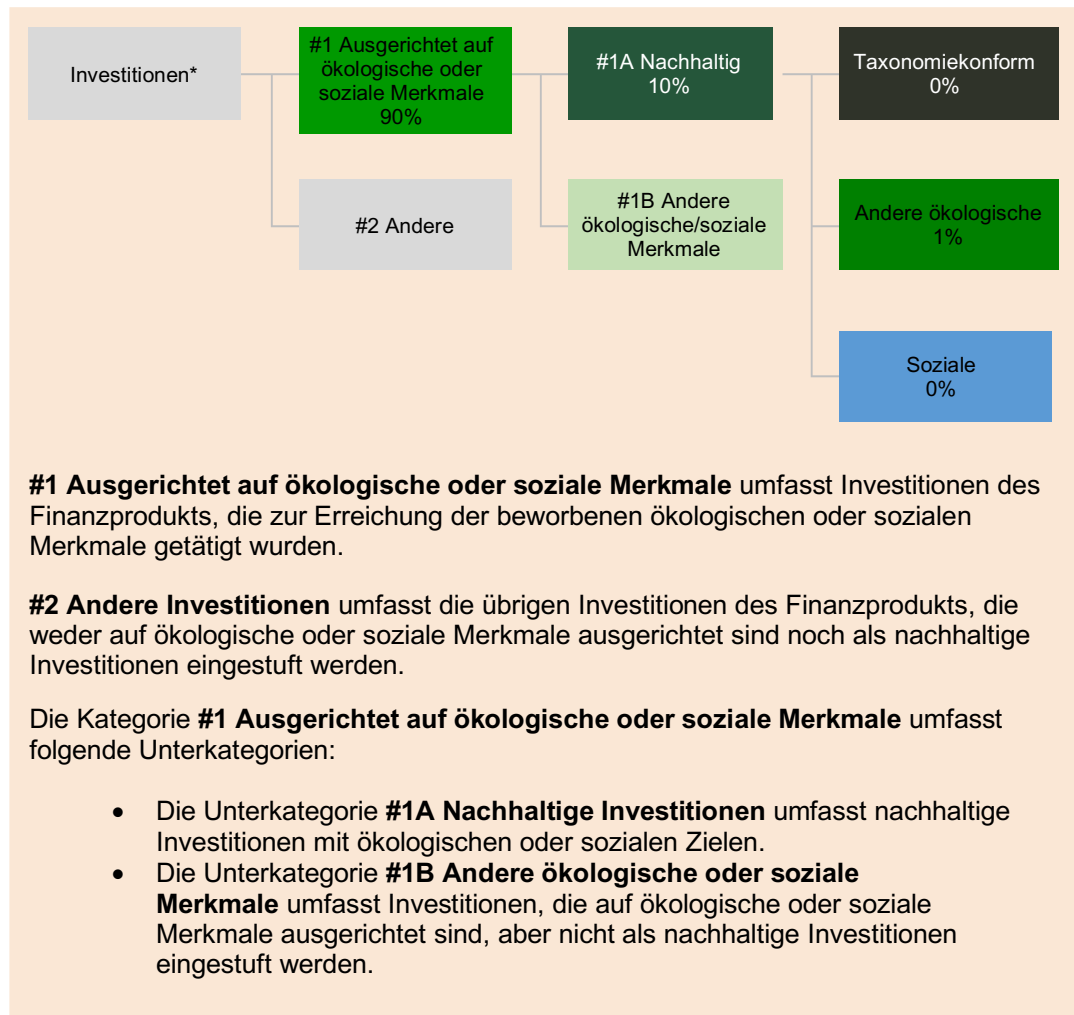 Investitionen*
#1 Ausgerichtet auf
ökologische oder
soziale Merkmale
90%
#1A Nachhaltig
10%
Taxonomiekonform
0%
#2 Andere
#1B Andere
ökologische/soziale
Merkmale
Andere ökologische
1%
Soziale
0%
#1 Ausgerichtet auf ökologische oder soziale Merkmale umfasst Investitionen des
Finanzprodukts, die zur Erreichung der beworbenen ökologischen oder sozialen
Merkmale getätigt wurden.
#2 Andere Investitionen umfasst die übrigen Investitionen des Finanzprodukts, die
weder auf ökologische oder soziale Merkmale ausgerichtet sind noch als nachhaltige
Investitionen eingestuft werden.
Die Kategorie #1 Ausgerichtet auf ökologische oder soziale Merkmale umfasst
folgende Unterkategorien:
• Die Unterkategorie #1A Nachhaltige Investitionen umfasst nachhaltige
Investitionen mit ökologischen oder sozialen Zielen.
• Die Unterkategorie #1B Andere ökologische oder soziale
Merkmale umfasst Investitionen, die auf ökologische oder soziale
Merkmale ausgerichtet sind, aber nicht als nachhaltige Investitionen
eingestuft werden.